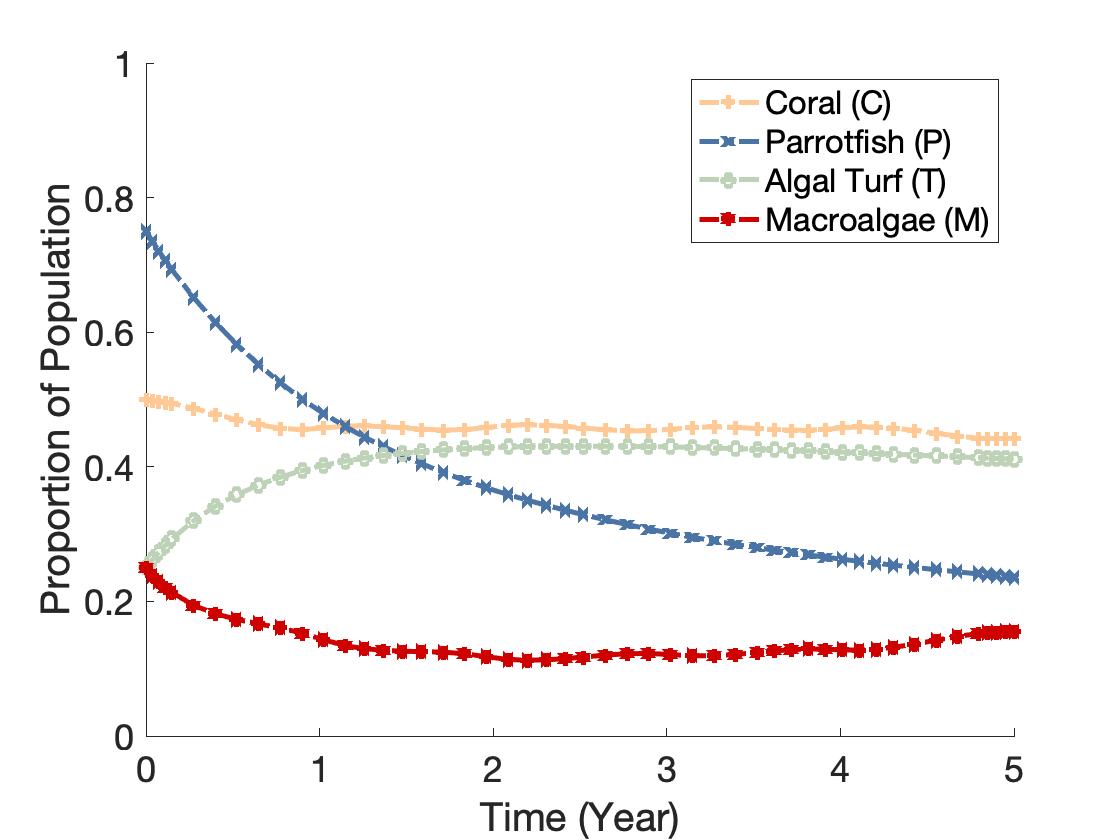 1
0.8
0.6
0.4
0.2
0
Proportion of Population
Coral (C)
Parrotfish (P)
Algal Turf (T)
Macroalgae (M)
0 1 2 3 4 5
Time (Year)